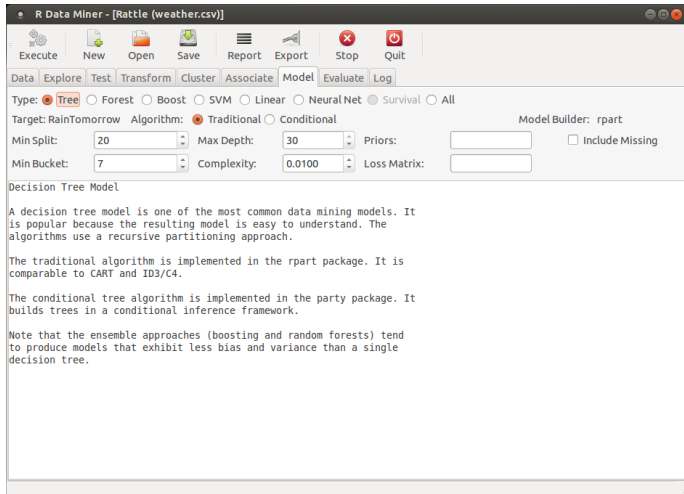 R Data Miner - [Rattle (weather.csv)]
Execute New Open Save Report Export Stop Quit
Data Explore Test Transform Cluster Associate Model Evaluate Log
Type: Tree Forest Boost SVM Linear Neural Net Survival All
Target: RainTomorrow Algorithm: Traditional Conditional Model Builder: rpart
Min Split: 20 Max Depth: 30 Priors: Include Missing
Min Bucket: 7 Complexity: 0.0100 Loss Matrix:
Decision Tree Model
A decision tree model is one of the most common data mining models. It
is popular because the resulting model is easy to understand. The
algorithms use a recursive partitioning approach.
The traditional algorithm is implemented in the rpart package. It is
comparable to CART and ID3/C4.
The conditional tree algorithm is implemented in the party package. It
builds trees in a conditional inference framework.
Note that the ensemble approaches (boosting and random forests) tend
to produce models that exhibit less bias and variance than a single
decision tree.